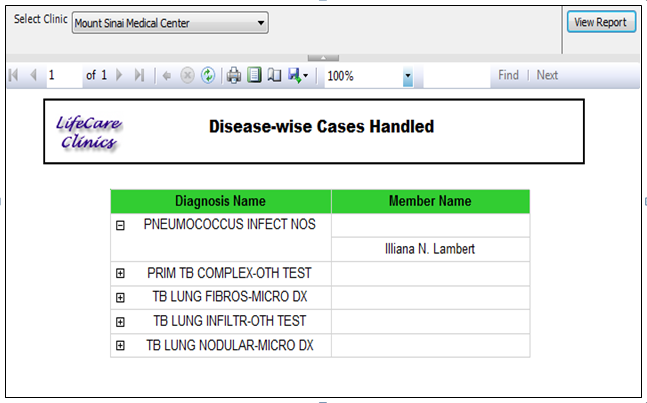 Select Clinic Mount Sinai Medical Center View Report
1 of 1 100% Find | Next
LifeCare
Clinics
Disease-wise Cases Handled
Diagnosis Name Member Name
PNEUMOCOCCUS INFECT NOS
Illiana N. Lambert
PRIM TB COMPLEX-OTH TEST
TB LUNG FIBROS-MICRO DX
TB LUNG INFILTR-OTH TEST
TB LUNG NODULAR-MICRO DX